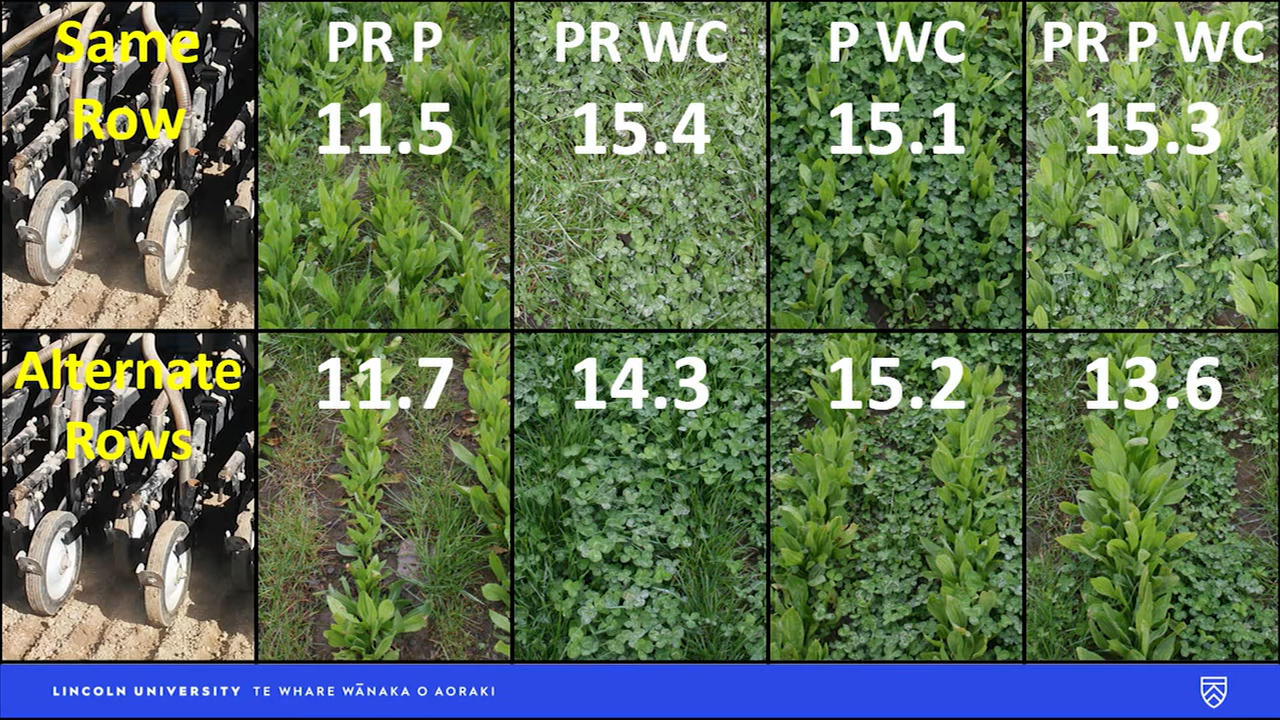 Same
Row
PR P
11.5
PR WC
15.4
P WC
15.1
PR P WC
15.3
Alternate
Rows
11.7
14.3
15.2
13.6
LINCOLN UNIVERSITY TE WHARE WĀNAKA O AORAKI